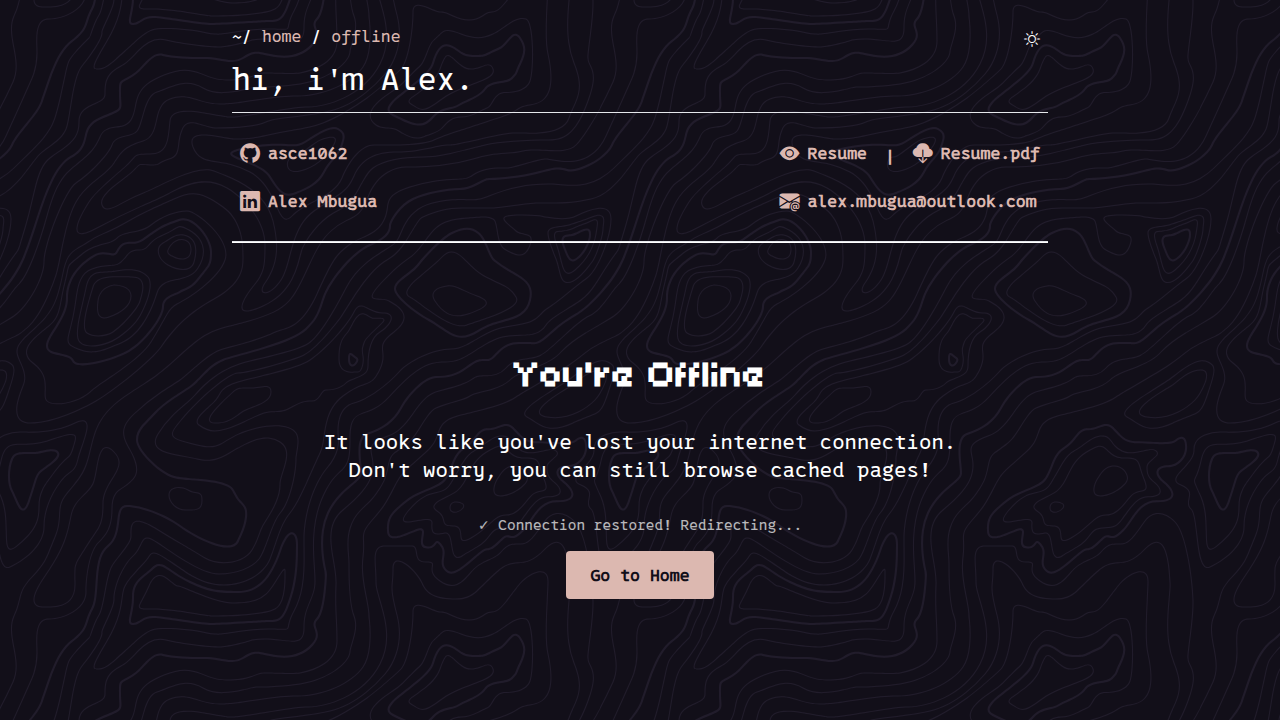 ~/ home / offline
hi, i'm Alex.
asce1062
Resume | Resume.pdf
Alex Mbugua
alex.mbugua@outlook.com
You're Offline
It looks like you've lost your internet connection.
Don't worry, you can still browse cached pages!
✓ Connection restored! Redirecting...
Go to Home